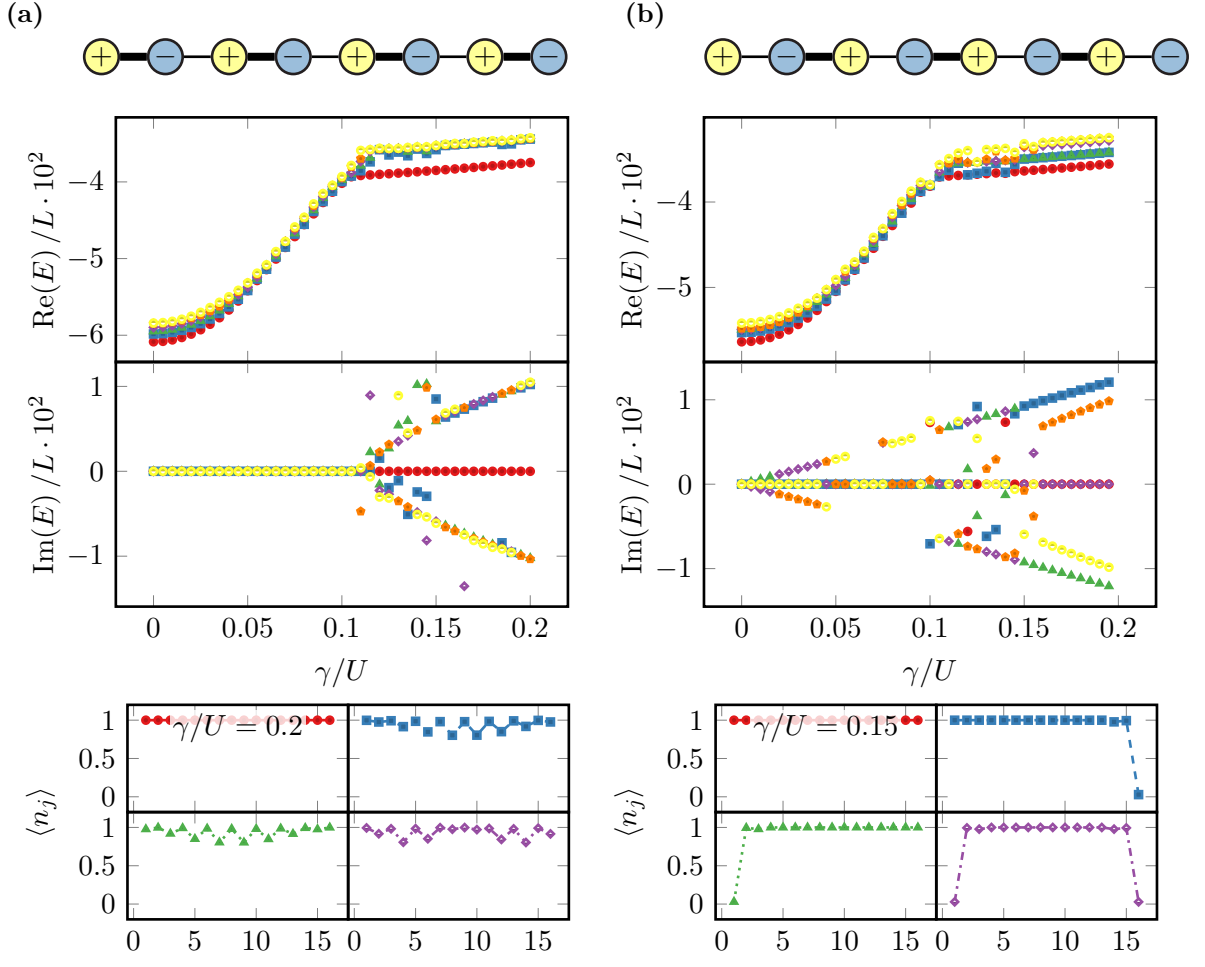 (a)
(b)
+ − + − + − + −
+ − + − + − + −
Re(E) /L · 10²
−4
−5
−6
Re(E) /L · 10²
−4
−5
Im(E) /L · 10²
1
0
−1
Im(E) /L · 10²
1
0
−1
0 0.05 0.1 0.15 0.2
γ/U
0 0.05 0.1 0.15 0.2
γ/U
⟨n_j⟩
1
0.5
0
γ/U = 0.2
1
0.5
0
0 5 10 15
0 5 10 15
⟨n_j⟩
1
0.5
0
γ/U = 0.15
1
0.5
0
0 5 10 15
0 5 10 15